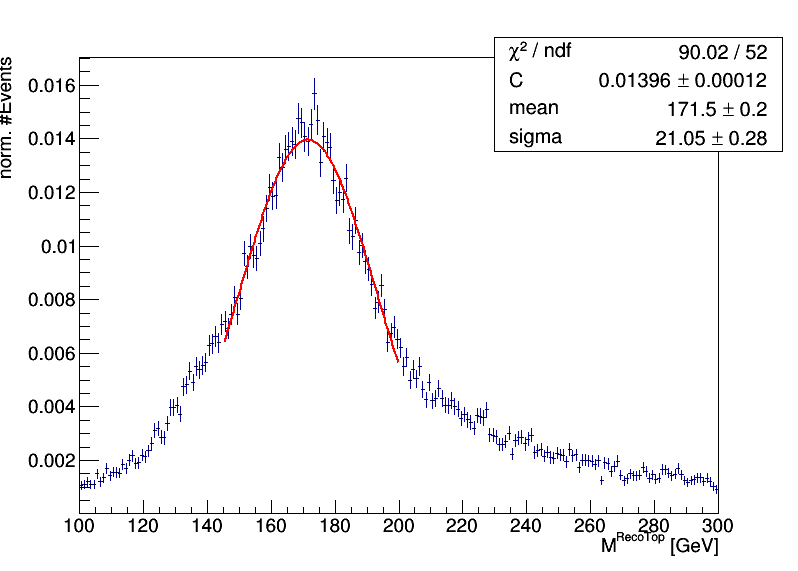 χ² / ndf 90.02 / 52
C 0.01396 ± 0.00012
mean 171.5 ± 0.2
sigma 21.05 ± 0.28
norm. #Events
0.016
0.014
0.012
0.01
0.008
0.006
0.004
0.002
100 120 140 160 180 200 220 240 260 280 300
M^RecoTop [GeV]